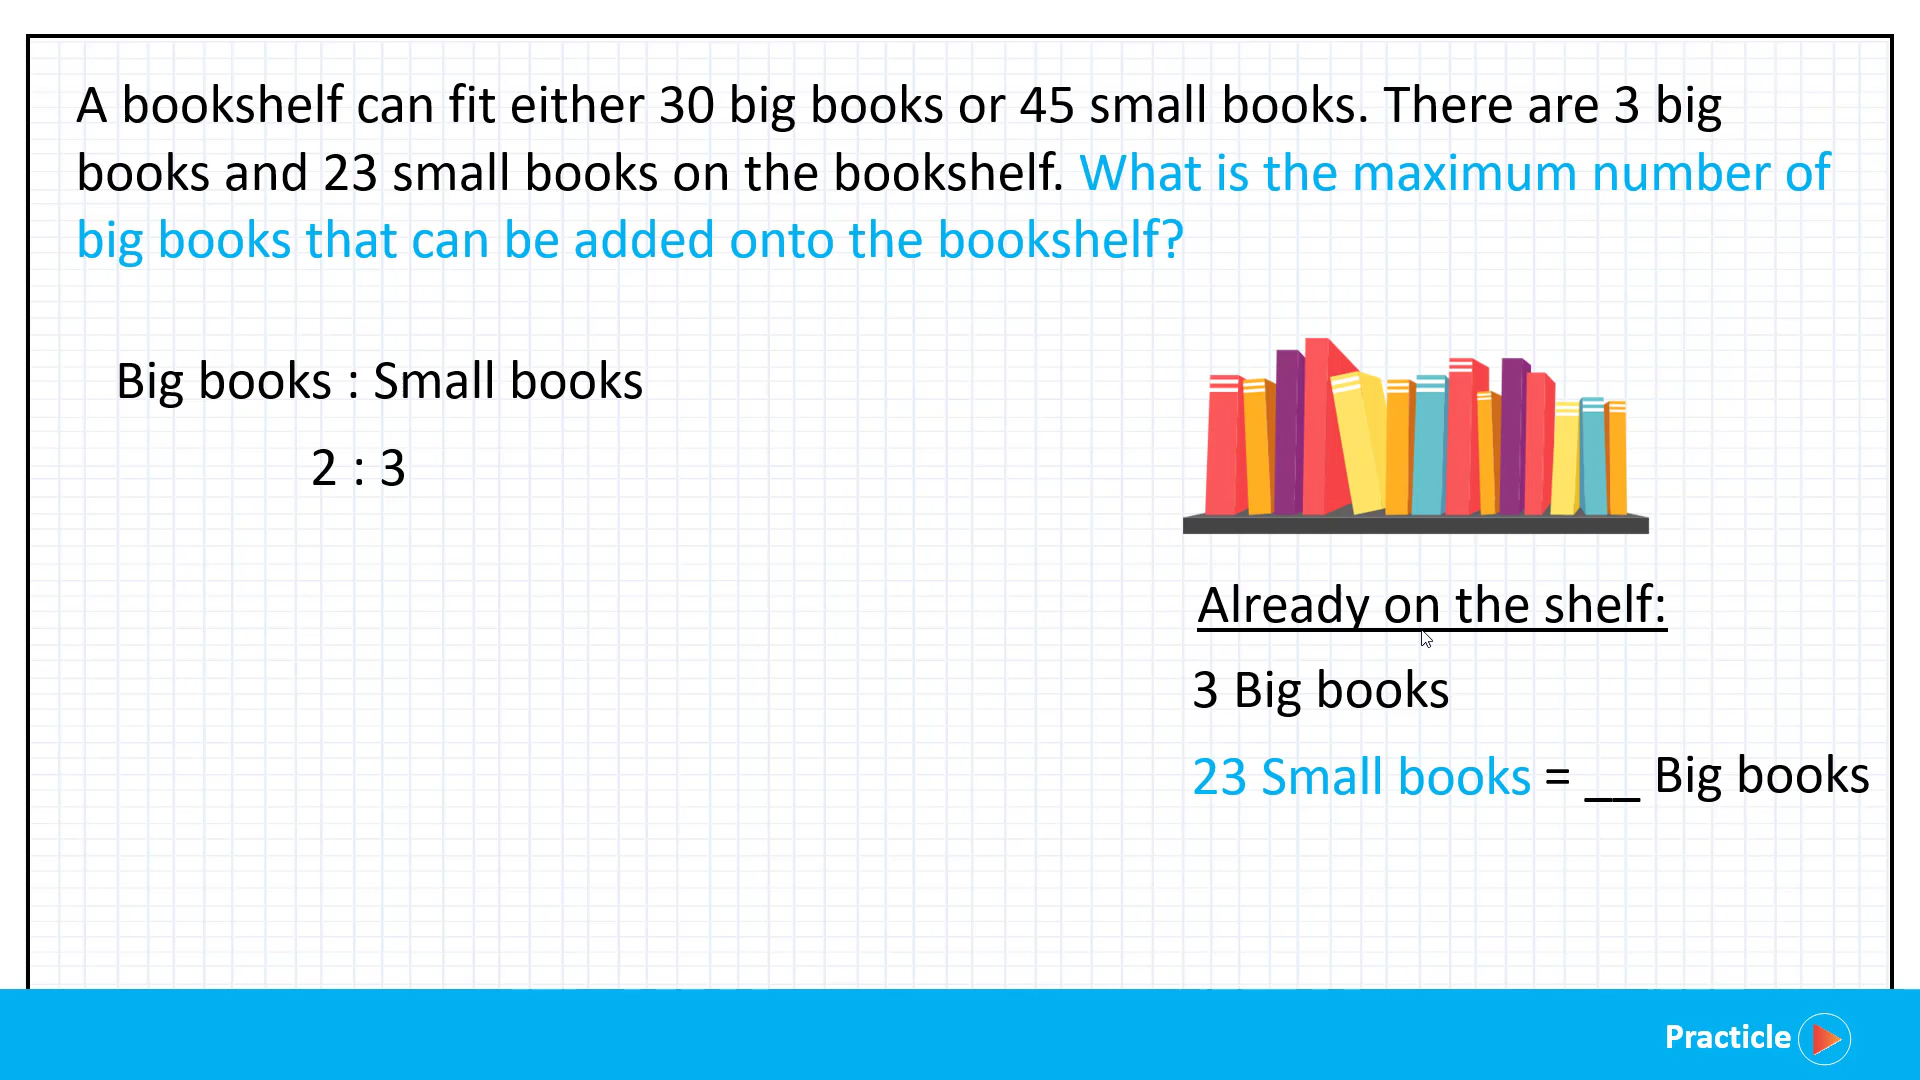 A bookshelf can fit either 30 big books or 45 small books. There are 3 big
books and 23 small books on the bookshelf. What is the maximum number of
big books that can be added onto the bookshelf?
Big books : Small books
2 : 3
Already on the shelf:
3 Big books
23 Small books = __ Big books
Practicle